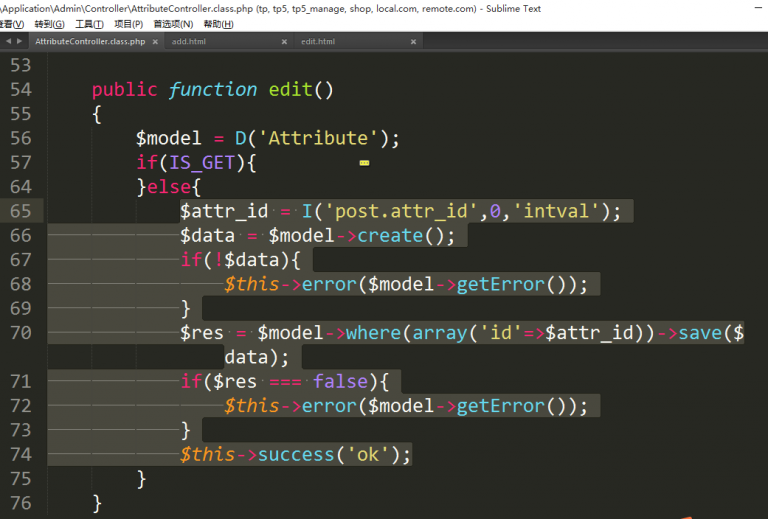 \Application\Admin\Controller\AttributeController.class.php (tp, tp5, tp5_manage, shop, local.com, remote.com) - Sublime Text
查看(V) 转到(G) 工具(T) 项目(P) 首选项(N) 帮助(H)
AttributeController.class.php × add.html × edit.html ×
53
54 public function edit()
55 {
56 $model = D('Attribute');
57 if(IS_GET){
64 }else{
65 $attr_id = I('post.attr_id',0,'intval');
66 $data = $model->create();
67 if(!$data){
68 $this->error($model->getError());
69 }
70 $res = $model->where(array('id'=>$attr_id))->save($
data);
71 if($res === false){
72 $this->error($model->getError());
73 }
74 $this->success('ok');
75 }
76 }